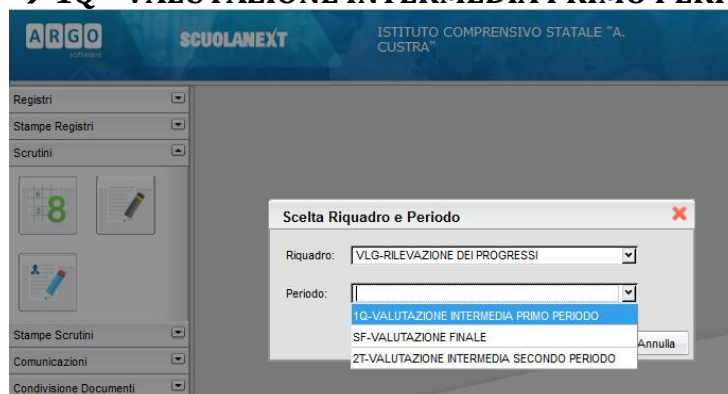 1Q – VALUTAZIONE INTERMEDIA PRIMO PERI
ARGO
software
SCUOLANEXT
ISTITUTO COMPRENSIVO STATALE "A.
CUSTRA"
Registri
Stampe Registri
Scrutini
8
Stampe Scrutini
Comunicazioni
Condivisione Documenti
Scelta Riquadro e Periodo
Riquadro:
VLG-RILEVAZIONE DEI PROGRESSI
Periodo:
1Q-VALUTAZIONE INTERMEDIA PRIMO PERIODO
SF-VALUTAZIONE FINALE
2T-VALUTAZIONE INTERMEDIA SECONDO PERIODO
Annulla